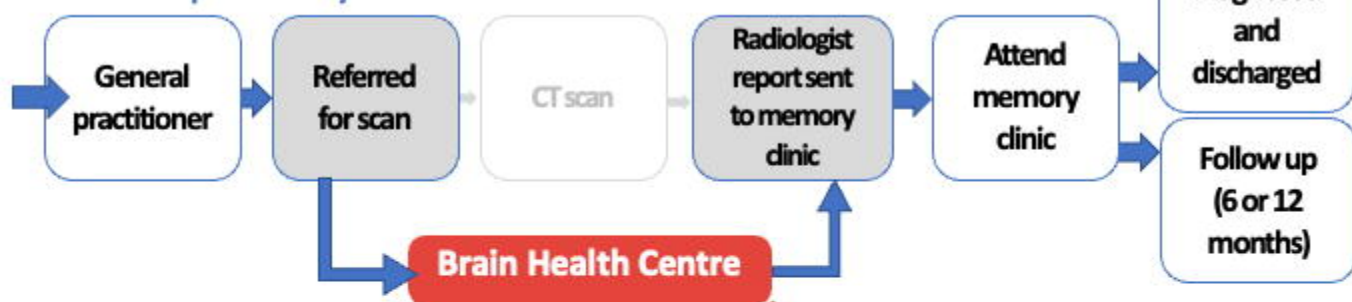 General
practitioner
Referred
for scan
CT scan
Radiologist
report sent
to memory
clinic
Attend
memory
clinic
and
discharged
Follow up
(6 or 12
months)
Brain Health Centre